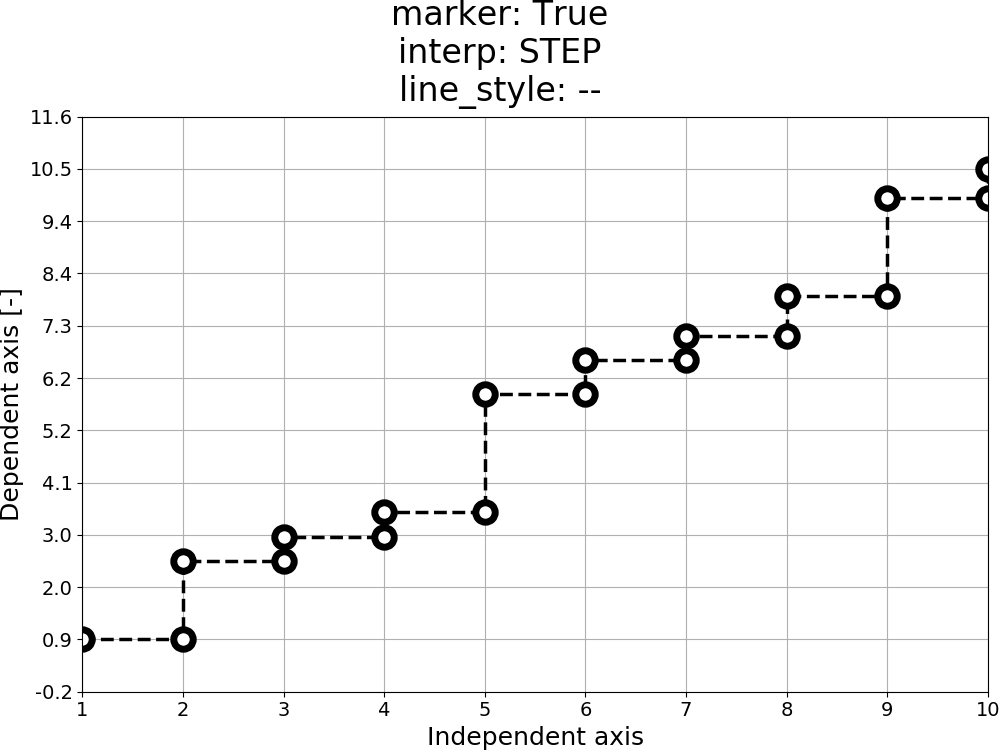 marker: True
interp: STEP
line_style: --
11.6
10.5
9.4
8.4
7.3
6.2
5.2
4.1
3.0
2.0
0.9
-0.2
Dependent axis [-]
1 2 3 4 5 6 7 8 9 10
Independent axis